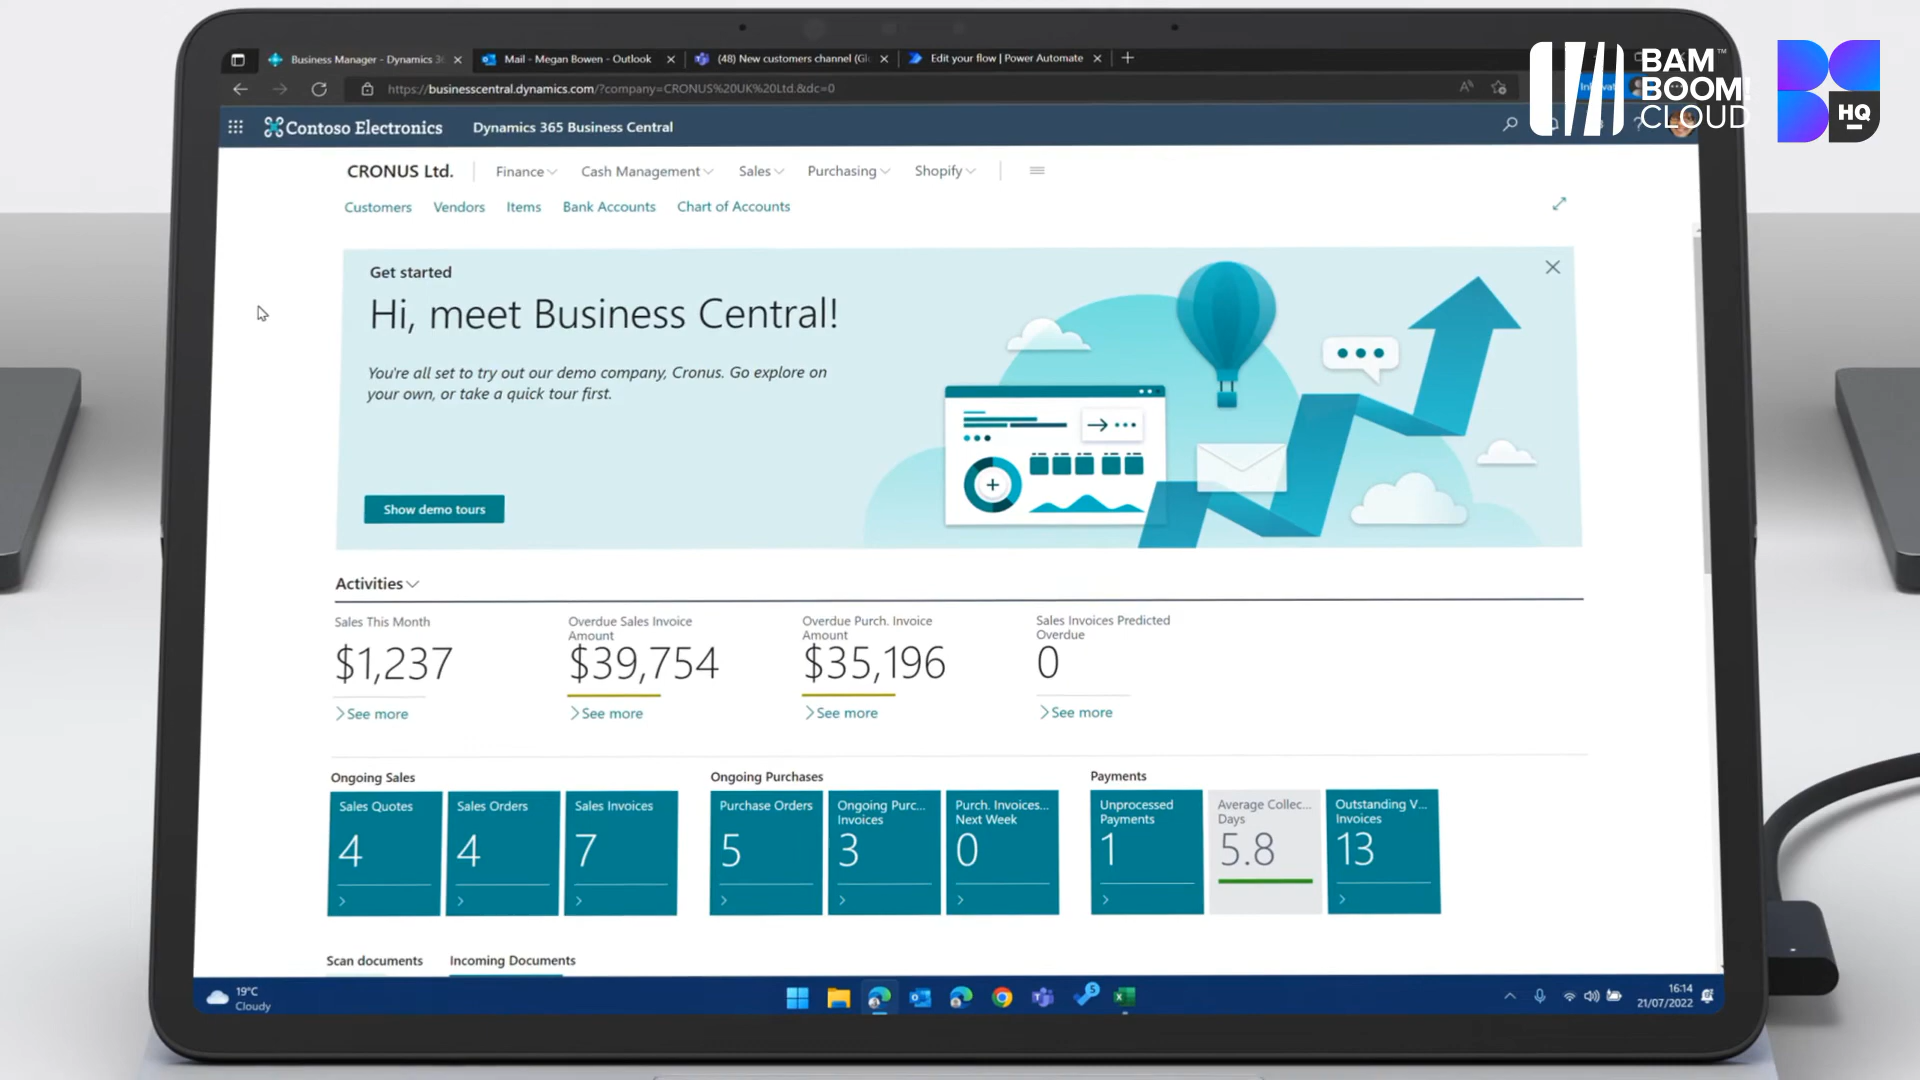 Business Manager - Dynamics 36
Mail - Megan Bowen - Outlook
(48) New customers channel (Gl
Edit your flow | Power Automate
BAM
BOOM!
CLOUD
™
HQ
https://businesscentral.dynamics.com/?company=CRONUS%20UK%20Ltd.&dc=0
Contoso Electronics
Dynamics 365 Business Central
CRONUS Ltd.
Finance
Cash Management
Sales
Purchasing
Shopify
Customers
Vendors
Items
Bank Accounts
Chart of Accounts
Get started
Hi, meet Business Central!
You're all set to try out our demo company, Cronus. Go explore on
your own, or take a quick tour first.
Show demo tours
Activities
Sales This Month
$1,237
See more
Overdue Sales Invoice
Amount
$39,754
See more
Overdue Purch. Invoice
Amount
$35,196
See more
Sales Invoices Predicted
Overdue
0
See more
Ongoing Sales
Sales Quotes
4
Sales Orders
4
Sales Invoices
7
Ongoing Purchases
Purchase Orders
5
Ongoing Purc...
Invoices
3
Purch. Invoices...
Next Week
0
Payments
Unprocessed
Payments
1
Average Collec...
Days
5.8
Outstanding V...
Invoices
13
Scan documents
Incoming Documents
19°C
Cloudy
5
16:14
21/07/2022